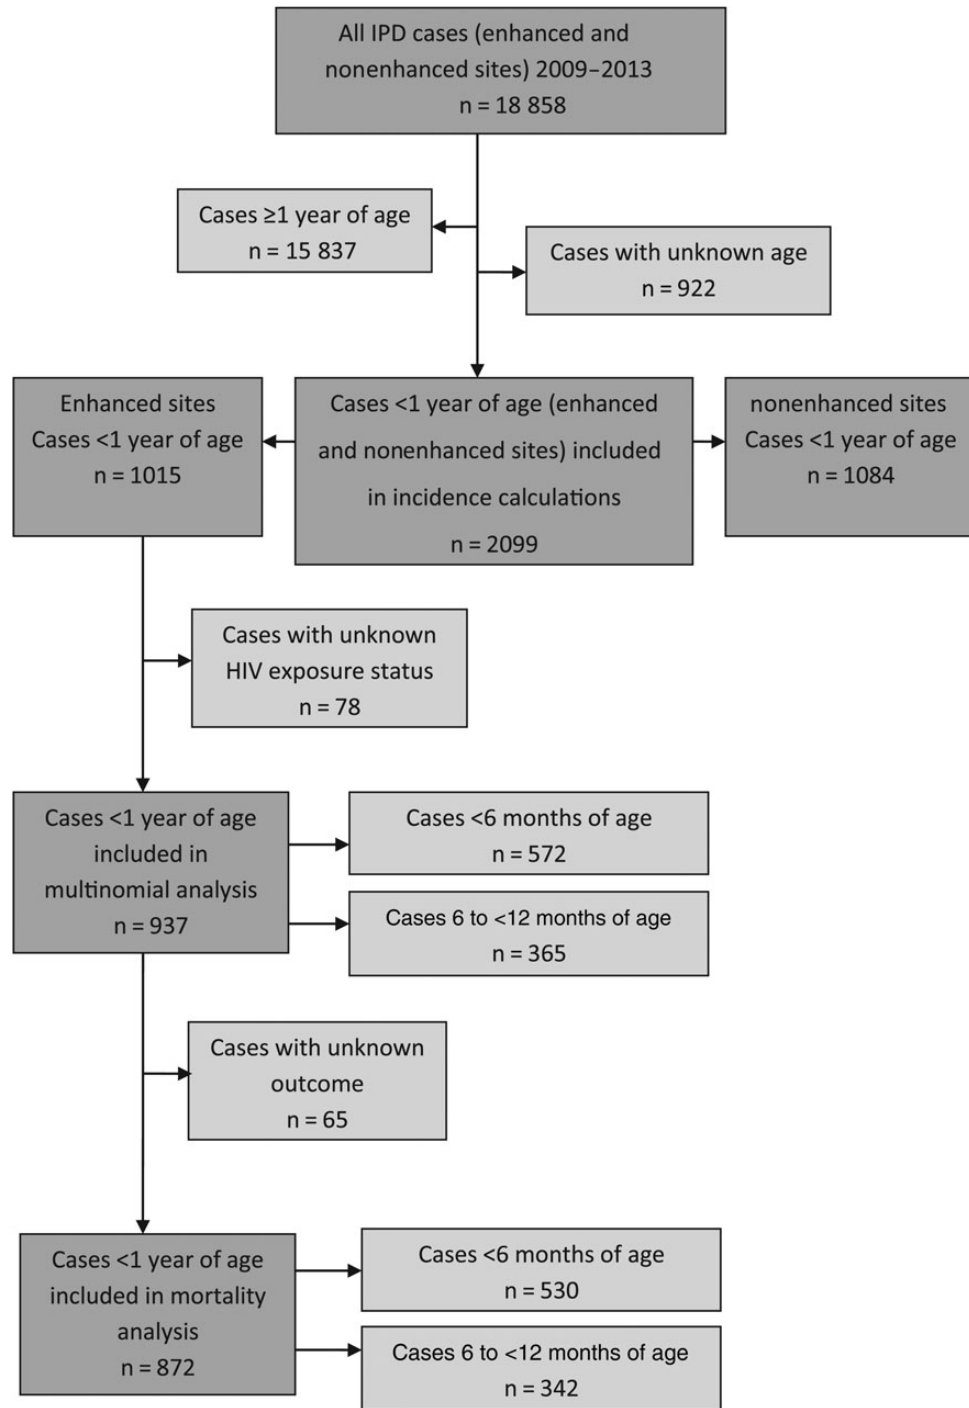 All IPD cases (enhanced and
nonenhanced sites) 2009–2013
n = 18 858
Cases ≥1 year of age
n = 15 837
Cases with unknown age
n = 922
Enhanced sites
Cases <1 year of age
n = 1015
Cases <1 year of age (enhanced
and nonenhanced sites) included
in incidence calculations
n = 2099
nonenhanced sites
Cases <1 year of age
n = 1084
Cases with unknown
HIV exposure status
n = 78
Cases <1 year of age
included in
multinomial analysis
n = 937
Cases <6 months of age
n = 572
Cases 6 to <12 months of age
n = 365
Cases with unknown
outcome
n = 65
Cases <1 year of age
included in mortality
analysis
n = 872
Cases <6 months of age
n = 530
Cases 6 to <12 months of age
n = 342